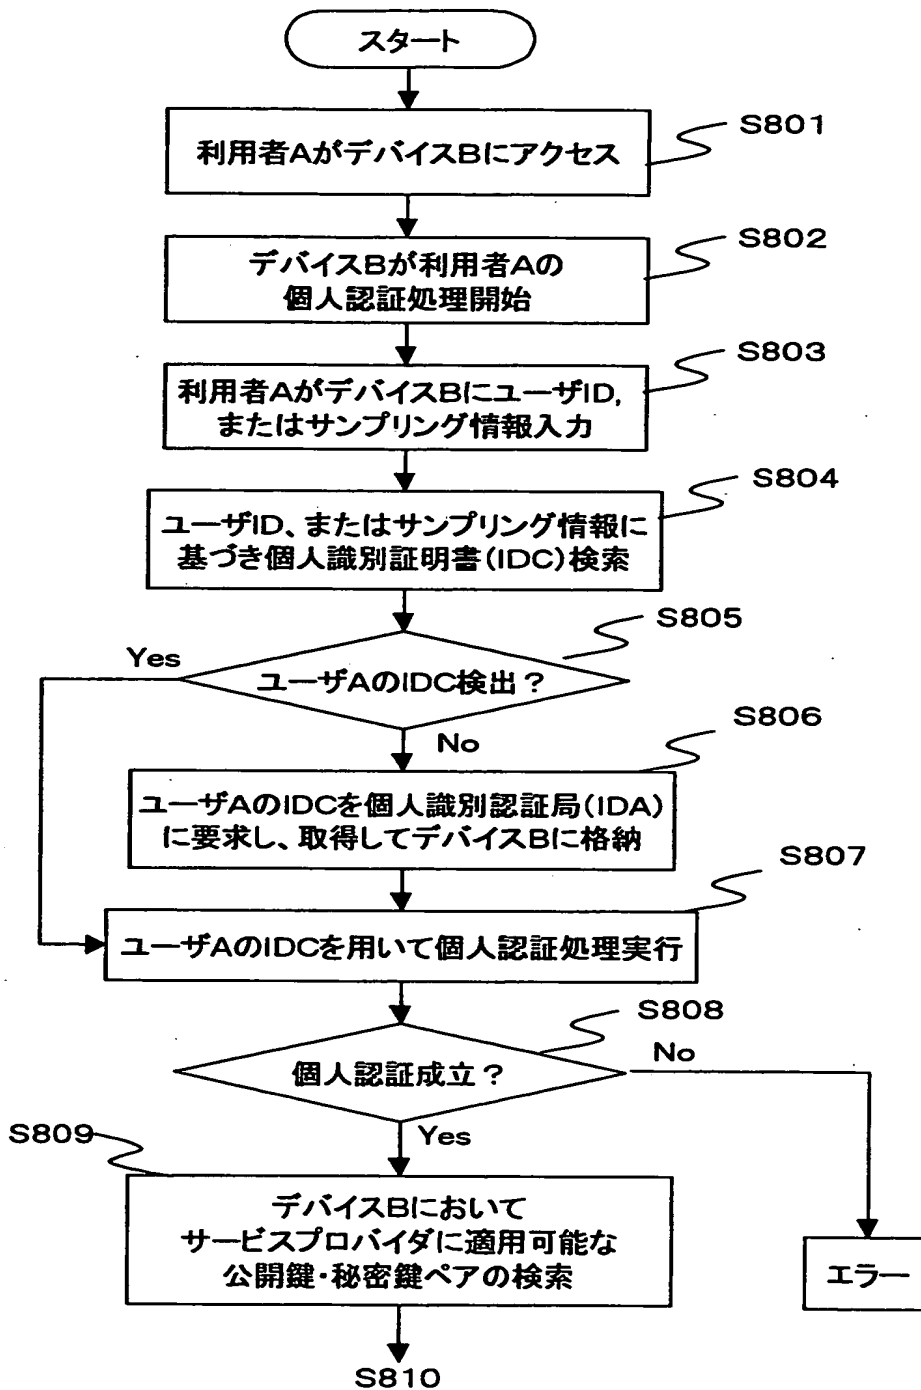 スタート
S801
利用者AがデバイスBにアクセス
S802
デバイスBが利用者Aの
個人認証処理開始
S803
利用者AがデバイスBにユーザID,
またはサンプリング情報入力
S804
ユーザID、またはサンプリング情報に
基づき個人識別証明書(IDC)検索
S805
Yes
ユーザAのIDC検出?
No
S806
ユーザAのIDCを個人識別認証局(IDA)
に要求し、取得してデバイスBに格納
S807
ユーザAのIDCを用いて個人認証処理実行
S808
No
個人認証成立?
Yes
S809
デバイスBにおいて
サービスプロバイダに適用可能な
公開鍵・秘密鍵ペアの検索
エラー
S810